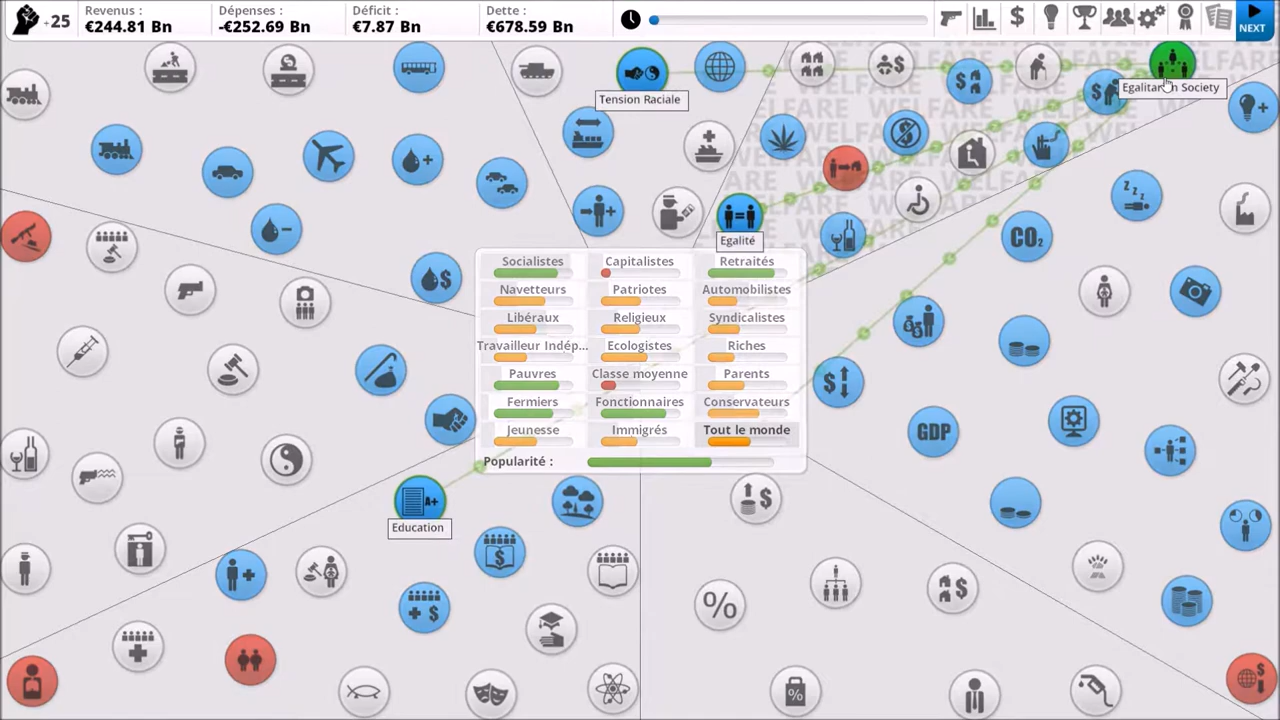 +25
Revenus :
€244.81 Bn
Dépenses :
-€252.69 Bn
Déficit :
€7.87 Bn
Dette :
€678.59 Bn
NEXT
Tension Raciale
WELFARE WELFARE
Egalité
Socialistes Capitalistes Retraités
Navetteurs Patriotes Automobilistes
Libéraux Religieux Syndicalistes
Travailleur Indép... Ecologistes Riches
Pauvres Classe moyenne Parents
Fermiers Fonctionnaires Conservateurs
Jeunesse Immigrés Tout le monde
Popularité :
CO₂
GDP
A+
Education